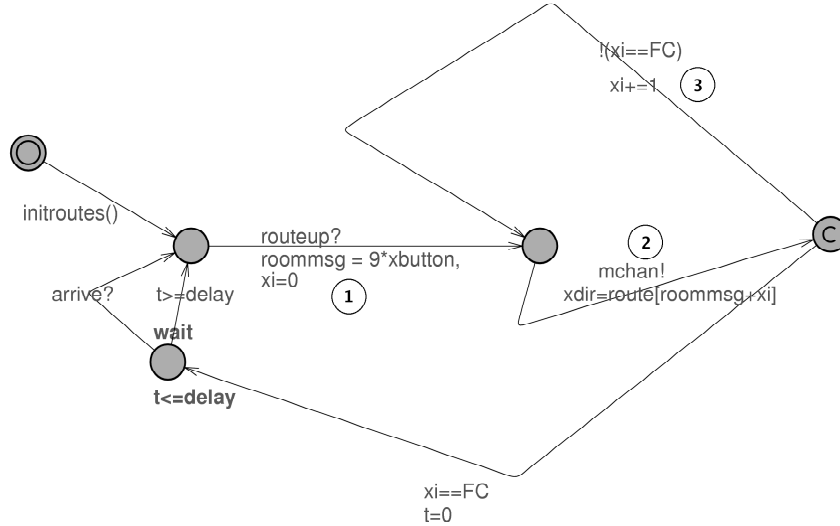 !(xi==FC)
xi+=1
3
initroutes()
routeup?
roommsg = 9*xbutton,
xi=0
1
2
mchan!
xdir=route[roommsg+xi]
C
arrive?
t>=delay
wait
t<=delay
xi==FC
t=0